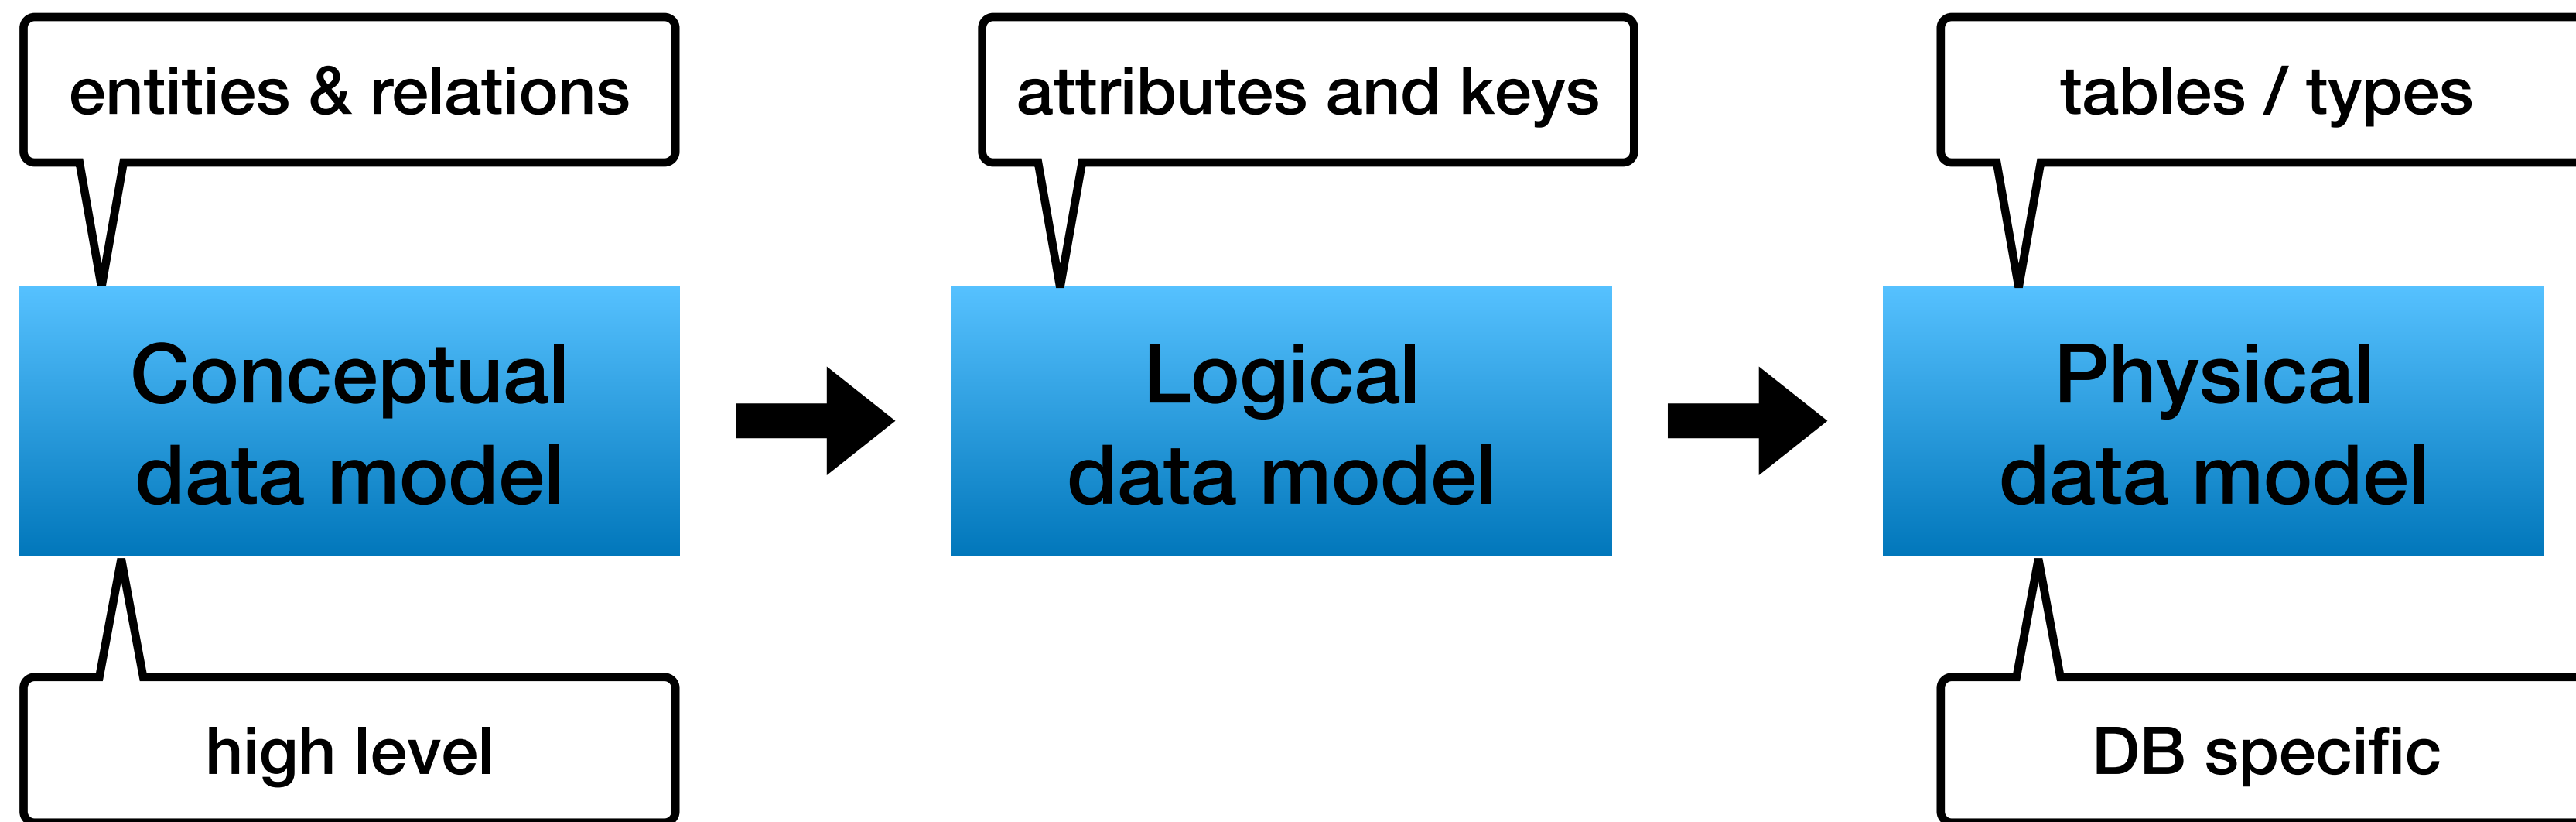 entities & relations
attributes and keys
tables / types
Conceptual
data model
Logical
data model
Physical
data model
high level
DB specific